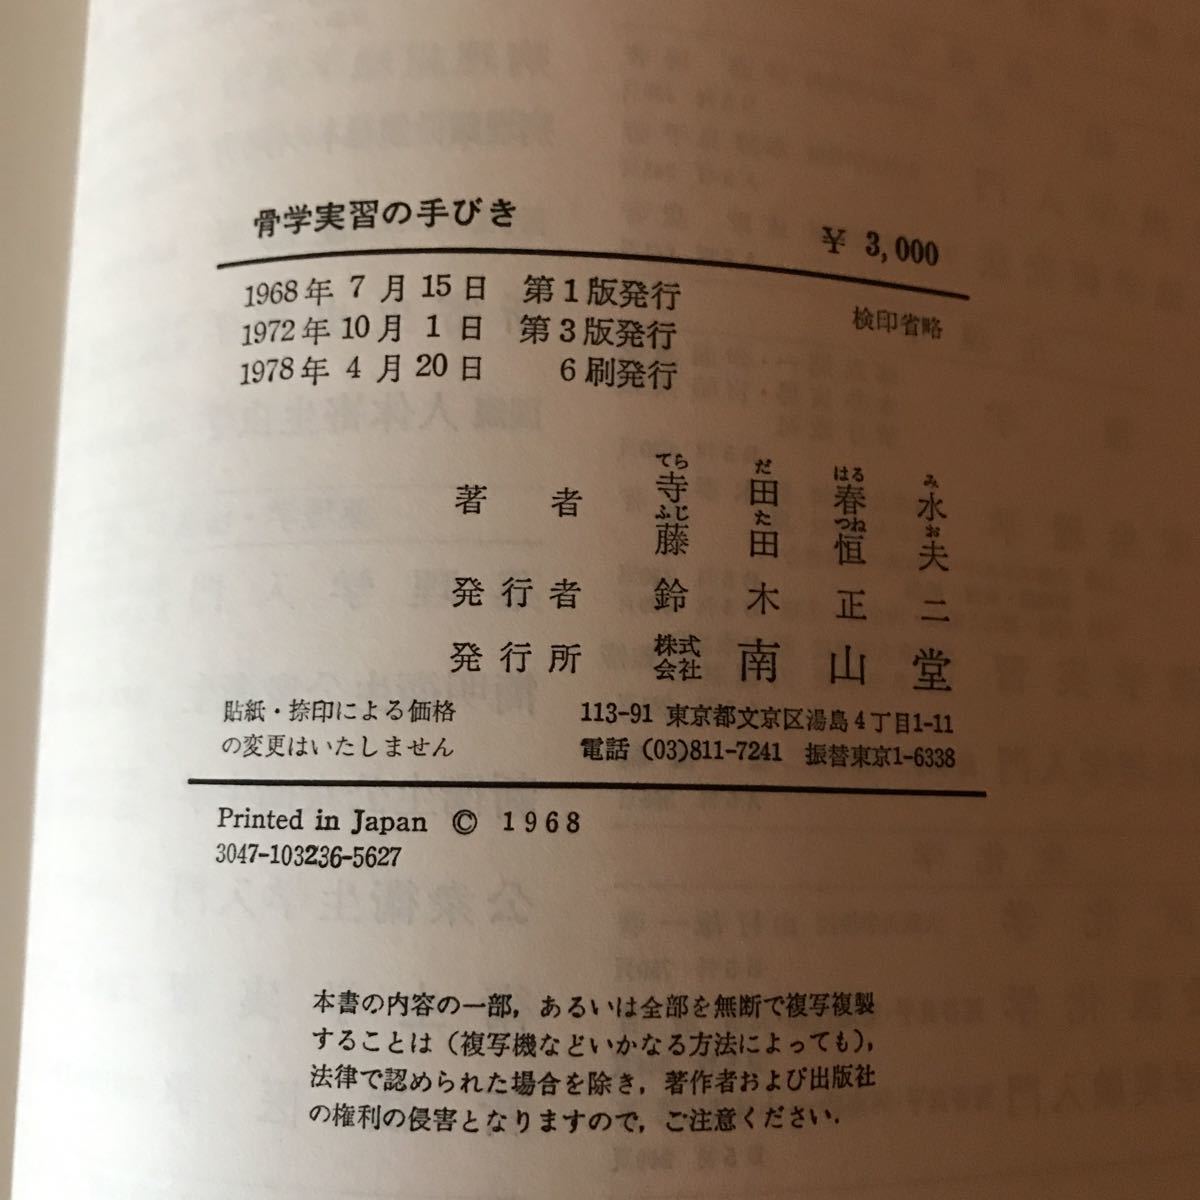 骨学実習の手びき
¥ 3,000
1968年 7 月 15 日 第 1 版発行
検印省略
1972年 10 月 1 日 第 3 版発行
1978年 4 月 20 日 6 刷発行
てら だ はる み
著者 寺田春水
ふじ た つね お
藤田恒夫
発行者 鈴木正二
発行所 株式会社 南山堂
貼紙・捺印による価格
の変更はいたしません
113-91 東京都文京区湯島4丁目1-11
電話 (03)811-7241 振替東京1-6338
Printed in Japan © 1968
3047-103236-5627
本書の内容の一部，あるいは全部を無断で複写複製
することは（複写機などいかなる方法によっても），
法律で認められた場合を除き，著作者および出版社
の権利の侵害となりますので，ご注意ください．